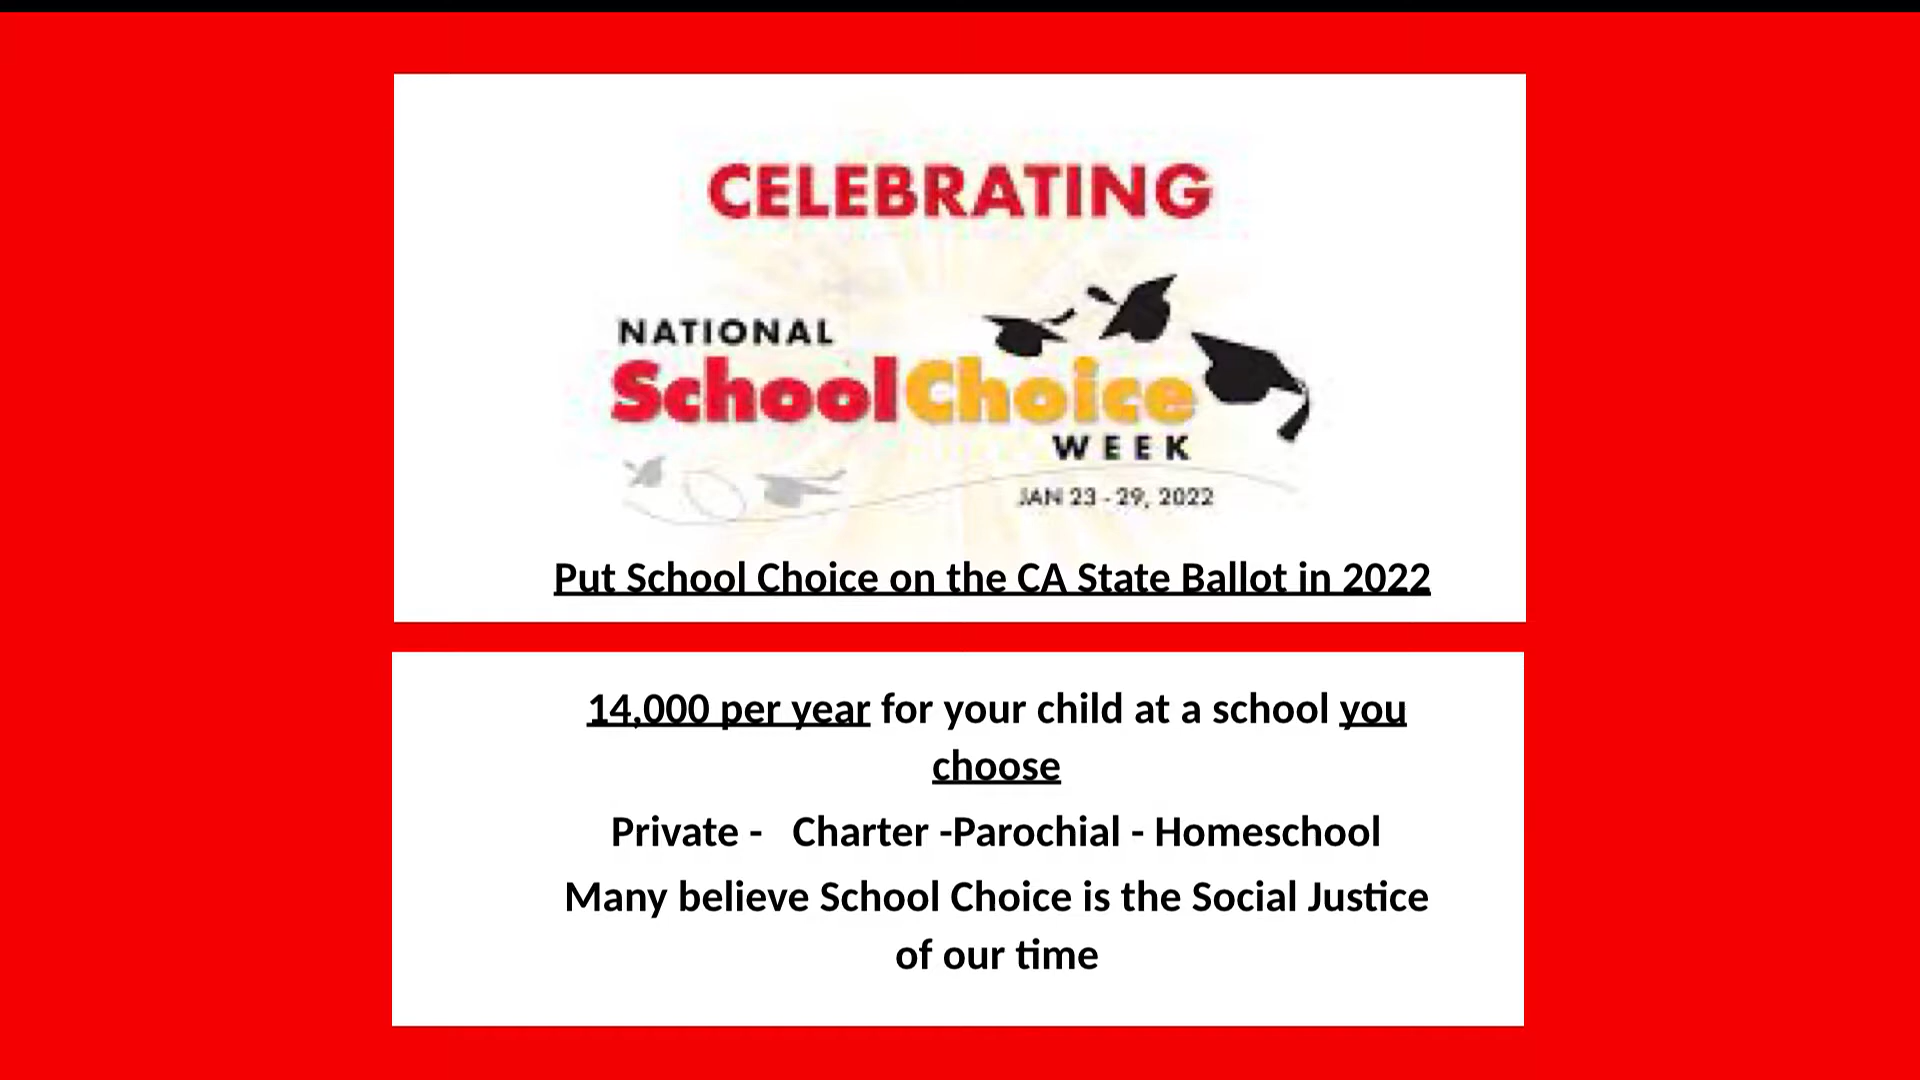 CELEBRATING
NATIONAL
SchoolChoice
WEEK
JAN 23 - 29, 2022
Put School Choice on the CA State Ballot in 2022
14,000 per year for your child at a school you
choose
Private -   Charter -Parochial - Homeschool
Many believe School Choice is the Social Justice
of our time